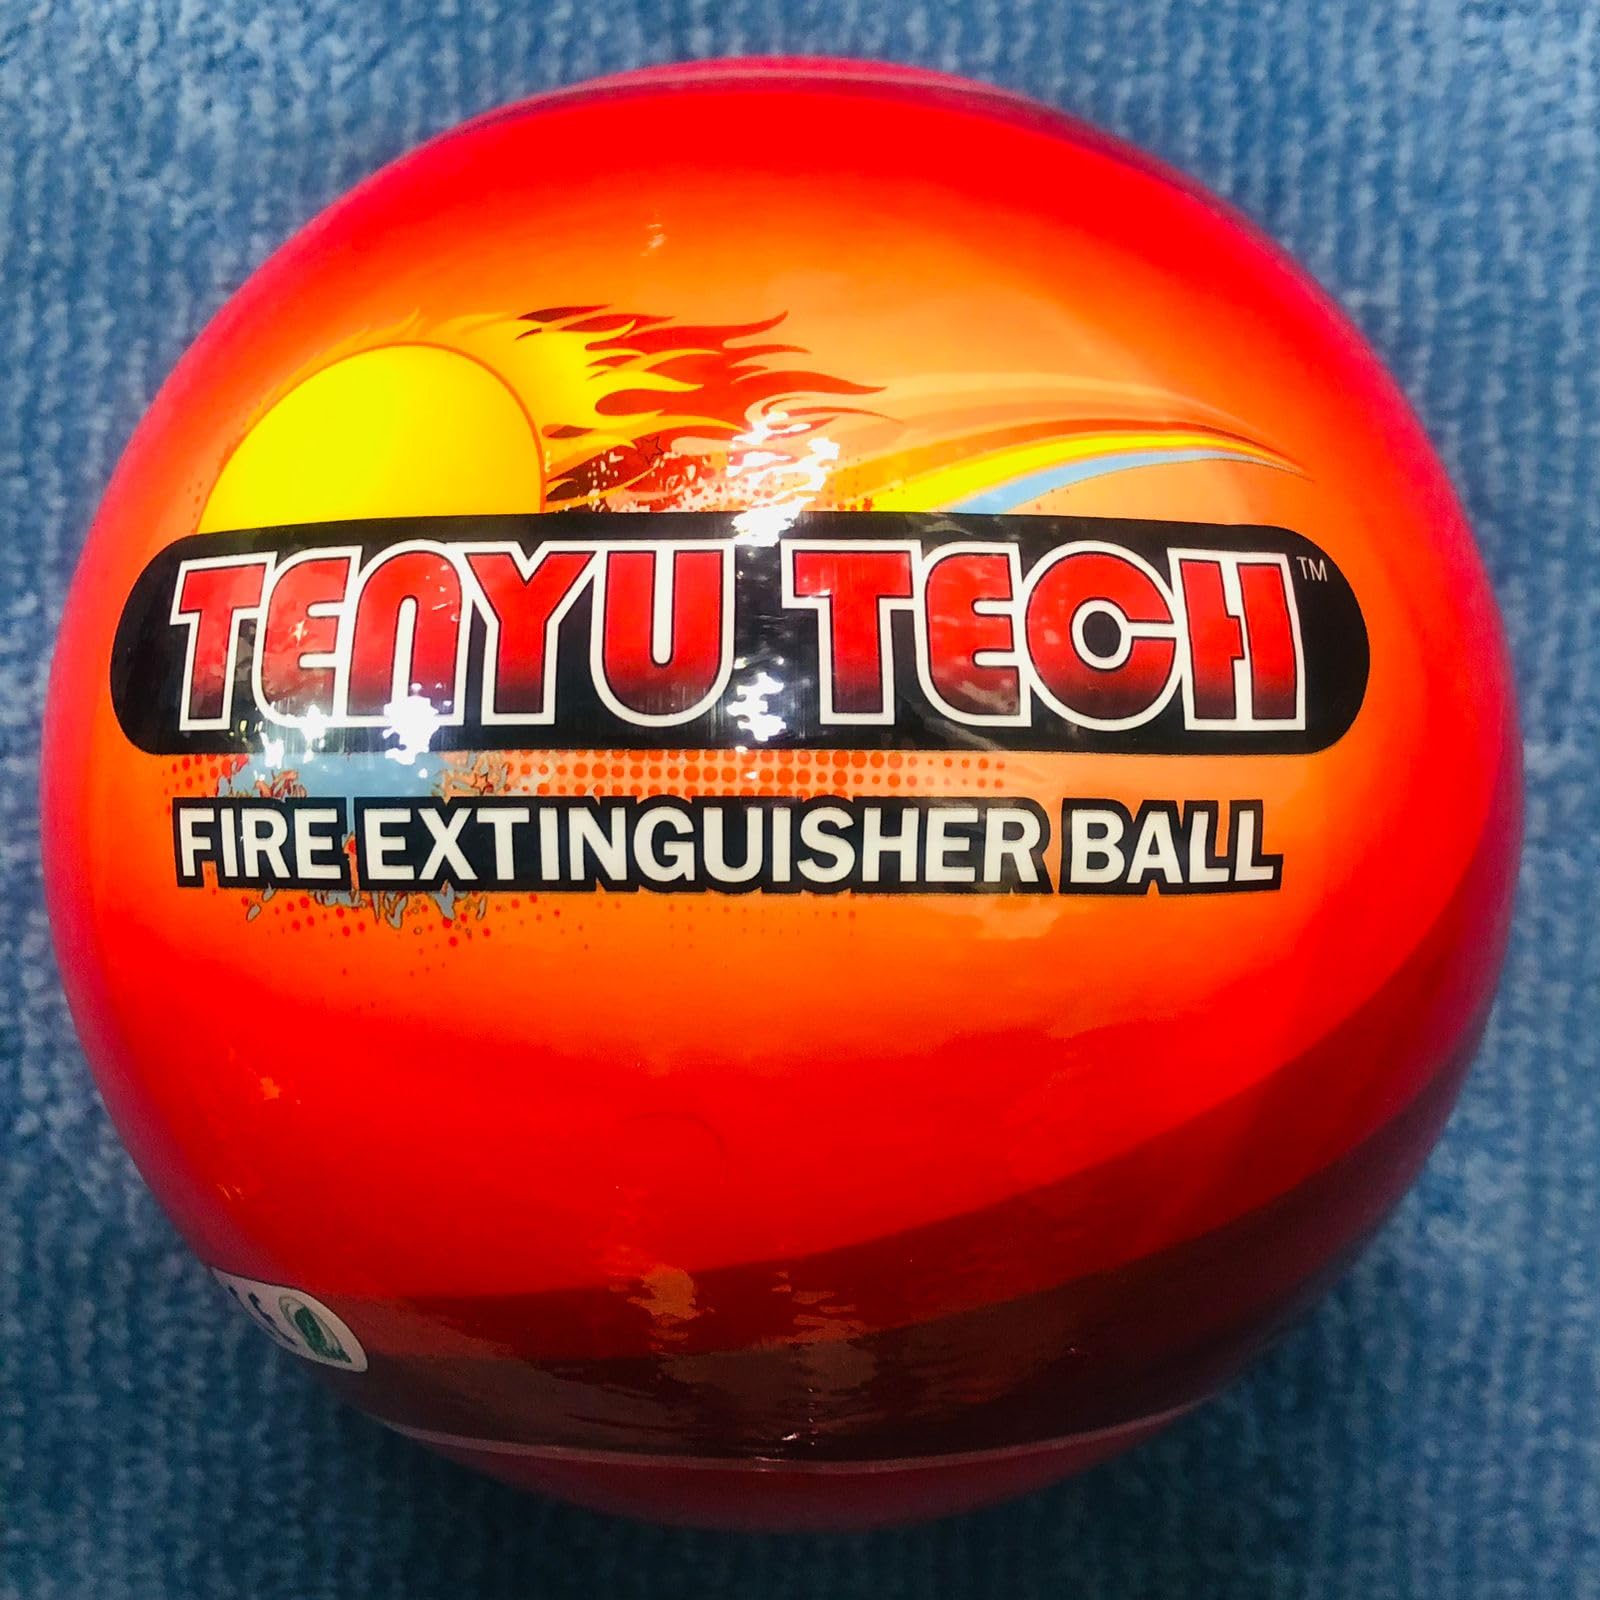 TENYU TECH™
FIRE EXTINGUISHER BALL